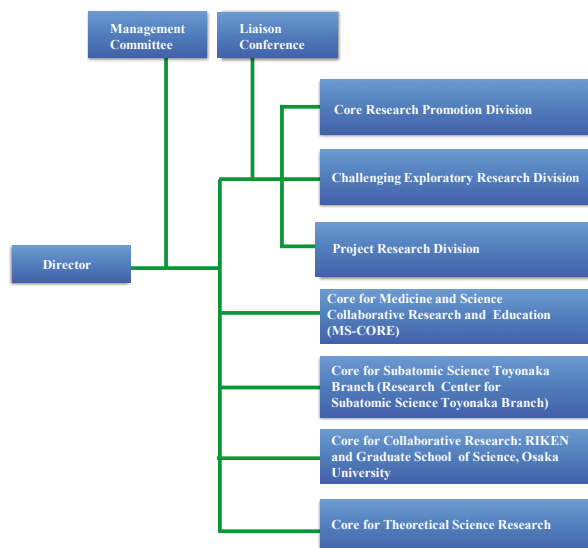 Management
Committee
Liaison
Conference
Core Research Promotion Division
Challenging Exploratory Research Division
Project Research Division
Director
Core for Medicine and Science
Collaborative Research and Education
(MS-CORE)
Core for Subatomic Science Toyonaka
Branch (Research Center for
Subatomic Science Toyonaka Branch)
Core for Collaborative Research: RIKEN
and Graduate School of Science, Osaka
University
Core for Theoretical Science Research